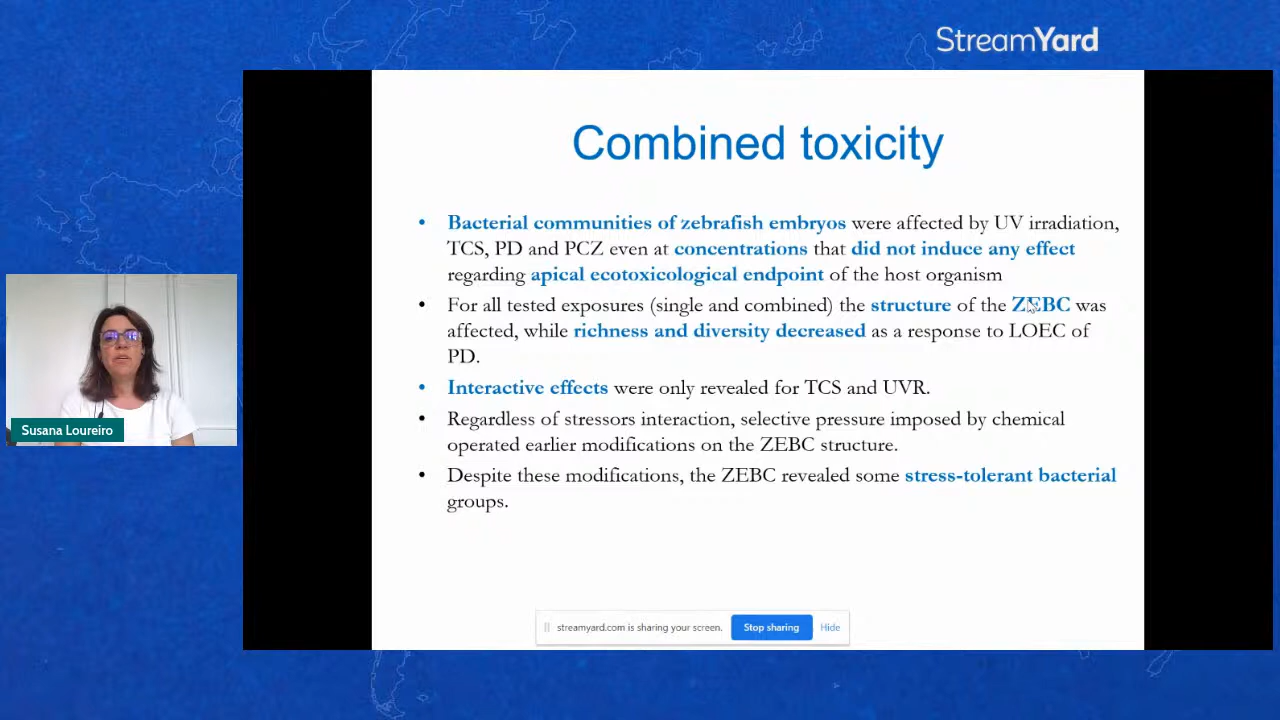 StreamYard
Combined toxicity
• Bacterial communities of zebrafish embryos were affected by UV irradiation,
TCS, PD and PCZ even at concentrations that did not induce any effect
regarding apical ecotoxicological endpoint of the host organism
• For all tested exposures (single and combined) the structure of the ZEBC was
affected, while richness and diversity decreased as a response to LOEC of
PD.
• Interactive effects were only revealed for TCS and UVR.
• Regardless of stressors interaction, selective pressure imposed by chemical
operated earlier modifications on the ZEBC structure.
• Despite these modifications, the ZEBC revealed some stress-tolerant bacterial
groups.
Susana Loureiro
streamyard.com is sharing your screen. Stop sharing Hide